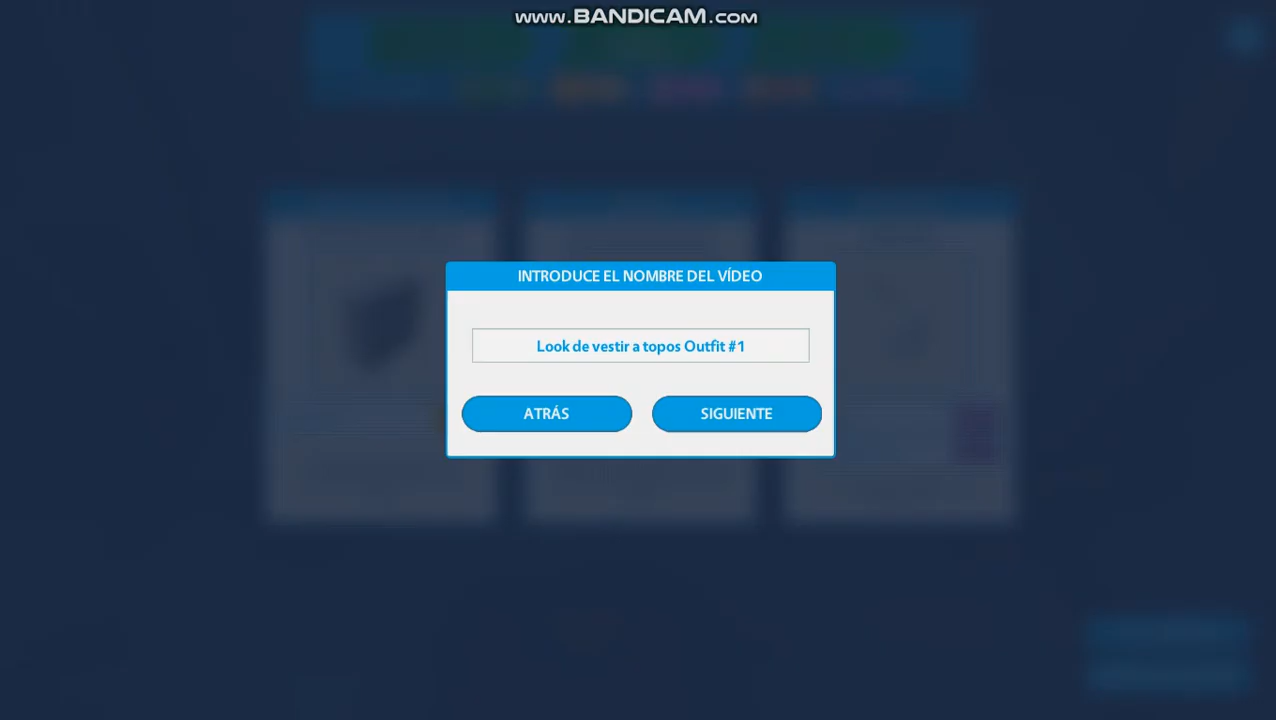 www.BANDICAM.com
INTRODUCE EL NOMBRE DEL VÍDEO
Look de vestir a topos Outfit #1
ATRÁS
SIGUIENTE